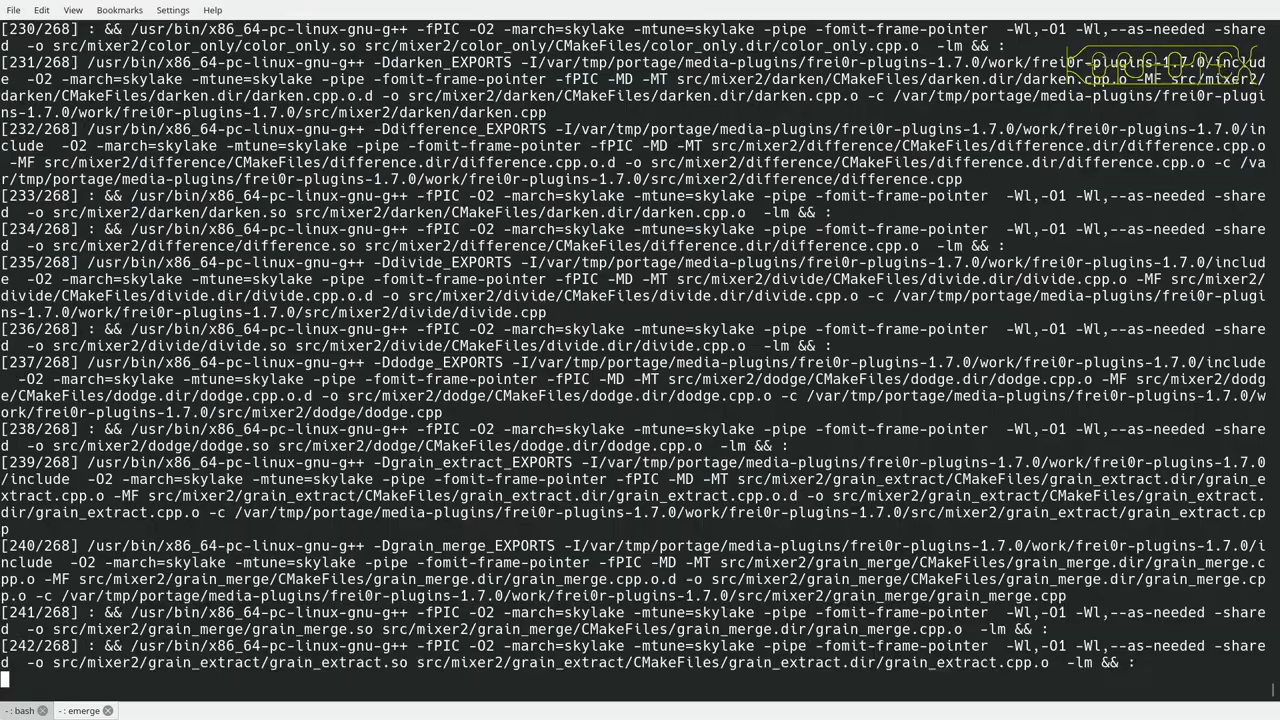 File Edit View Bookmarks Settings Help
[230/268] : && /usr/bin/x86_64-pc-linux-gnu-g++ -fPIC -O2 -march=skylake -mtune=skylake -pipe -fomit-frame-pointer  -Wl,-O1 -Wl,--as-needed -share
d  -o src/mixer2/color_only/color_only.so src/mixer2/color_only/CMakeFiles/color_only.dir/color_only.cpp.o  -lm && :
[231/268] /usr/bin/x86_64-pc-linux-gnu-g++ -Ddarken_EXPORTS -I/var/tmp/portage/media-plugins/frei0r-plugins-1.7.0/work/frei0r-plugins-1.7.0/includ
e  -O2 -march=skylake -mtune=skylake -pipe -fomit-frame-pointer -fPIC -MD -MT src/mixer2/darken/CMakeFiles/darken.dir/darken.cpp.o -MF src/mixer2/
darken/CMakeFiles/darken.dir/darken.cpp.o.d -o src/mixer2/darken/CMakeFiles/darken.dir/darken.cpp.o -c /var/tmp/portage/media-plugins/frei0r-plugi
ns-1.7.0/work/frei0r-plugins-1.7.0/src/mixer2/darken/darken.cpp
[232/268] /usr/bin/x86_64-pc-linux-gnu-g++ -Ddifference_EXPORTS -I/var/tmp/portage/media-plugins/frei0r-plugins-1.7.0/work/frei0r-plugins-1.7.0/in
clude  -O2 -march=skylake -mtune=skylake -pipe -fomit-frame-pointer -fPIC -MD -MT src/mixer2/difference/CMakeFiles/difference.dir/difference.cpp.o
 -MF src/mixer2/difference/CMakeFiles/difference.dir/difference.cpp.o.d -o src/mixer2/difference/CMakeFiles/difference.dir/difference.cpp.o -c /va
r/tmp/portage/media-plugins/frei0r-plugins-1.7.0/work/frei0r-plugins-1.7.0/src/mixer2/difference/difference.cpp
[233/268] : && /usr/bin/x86_64-pc-linux-gnu-g++ -fPIC -O2 -march=skylake -mtune=skylake -pipe -fomit-frame-pointer  -Wl,-O1 -Wl,--as-needed -share
d  -o src/mixer2/darken/darken.so src/mixer2/darken/CMakeFiles/darken.dir/darken.cpp.o  -lm && :
[234/268] : && /usr/bin/x86_64-pc-linux-gnu-g++ -fPIC -O2 -march=skylake -mtune=skylake -pipe -fomit-frame-pointer  -Wl,-O1 -Wl,--as-needed -share
d  -o src/mixer2/difference/difference.so src/mixer2/difference/CMakeFiles/difference.dir/difference.cpp.o  -lm && :
[235/268] /usr/bin/x86_64-pc-linux-gnu-g++ -Ddivide_EXPORTS -I/var/tmp/portage/media-plugins/frei0r-plugins-1.7.0/work/frei0r-plugins-1.7.0/includ
e  -O2 -march=skylake -mtune=skylake -pipe -fomit-frame-pointer -fPIC -MD -MT src/mixer2/divide/CMakeFiles/divide.dir/divide.cpp.o -MF src/mixer2/
divide/CMakeFiles/divide.dir/divide.cpp.o.d -o src/mixer2/divide/CMakeFiles/divide.dir/divide.cpp.o -c /var/tmp/portage/media-plugins/frei0r-plugi
ns-1.7.0/work/frei0r-plugins-1.7.0/src/mixer2/divide/divide.cpp
[236/268] : && /usr/bin/x86_64-pc-linux-gnu-g++ -fPIC -O2 -march=skylake -mtune=skylake -pipe -fomit-frame-pointer  -Wl,-O1 -Wl,--as-needed -share
d  -o src/mixer2/divide/divide.so src/mixer2/divide/CMakeFiles/divide.dir/divide.cpp.o  -lm && :
[237/268] /usr/bin/x86_64-pc-linux-gnu-g++ -Ddodge_EXPORTS -I/var/tmp/portage/media-plugins/frei0r-plugins-1.7.0/work/frei0r-plugins-1.7.0/include
  -O2 -march=skylake -mtune=skylake -pipe -fomit-frame-pointer -fPIC -MD -MT src/mixer2/dodge/CMakeFiles/dodge.dir/dodge.cpp.o -MF src/mixer2/dodg
e/CMakeFiles/dodge.dir/dodge.cpp.o.d -o src/mixer2/dodge/CMakeFiles/dodge.dir/dodge.cpp.o -c /var/tmp/portage/media-plugins/frei0r-plugins-1.7.0/w
ork/frei0r-plugins-1.7.0/src/mixer2/dodge/dodge.cpp
[238/268] : && /usr/bin/x86_64-pc-linux-gnu-g++ -fPIC -O2 -march=skylake -mtune=skylake -pipe -fomit-frame-pointer  -Wl,-O1 -Wl,--as-needed -share
d  -o src/mixer2/dodge/dodge.so src/mixer2/dodge/CMakeFiles/dodge.dir/dodge.cpp.o  -lm && :
[239/268] /usr/bin/x86_64-pc-linux-gnu-g++ -Dgrain_extract_EXPORTS -I/var/tmp/portage/media-plugins/frei0r-plugins-1.7.0/work/frei0r-plugins-1.7.0
/include  -O2 -march=skylake -mtune=skylake -pipe -fomit-frame-pointer -fPIC -MD -MT src/mixer2/grain_extract/CMakeFiles/grain_extract.dir/grain_e
xtract.cpp.o -MF src/mixer2/grain_extract/CMakeFiles/grain_extract.dir/grain_extract.cpp.o.d -o src/mixer2/grain_extract/CMakeFiles/grain_extract.
dir/grain_extract.cpp.o -c /var/tmp/portage/media-plugins/frei0r-plugins-1.7.0/work/frei0r-plugins-1.7.0/src/mixer2/grain_extract/grain_extract.cp
p
[240/268] /usr/bin/x86_64-pc-linux-gnu-g++ -Dgrain_merge_EXPORTS -I/var/tmp/portage/media-plugins/frei0r-plugins-1.7.0/work/frei0r-plugins-1.7.0/i
nclude  -O2 -march=skylake -mtune=skylake -pipe -fomit-frame-pointer -fPIC -MD -MT src/mixer2/grain_merge/CMakeFiles/grain_merge.dir/grain_merge.c
pp.o -MF src/mixer2/grain_merge/CMakeFiles/grain_merge.dir/grain_merge.cpp.o.d -o src/mixer2/grain_merge/CMakeFiles/grain_merge.dir/grain_merge.cp
p.o -c /var/tmp/portage/media-plugins/frei0r-plugins-1.7.0/work/frei0r-plugins-1.7.0/src/mixer2/grain_merge/grain_merge.cpp
[241/268] : && /usr/bin/x86_64-pc-linux-gnu-g++ -fPIC -O2 -march=skylake -mtune=skylake -pipe -fomit-frame-pointer  -Wl,-O1 -Wl,--as-needed -share
d  -o src/mixer2/grain_merge/grain_merge.so src/mixer2/grain_merge/CMakeFiles/grain_merge.dir/grain_merge.cpp.o  -lm && :
[242/268] : && /usr/bin/x86_64-pc-linux-gnu-g++ -fPIC -O2 -march=skylake -mtune=skylake -pipe -fomit-frame-pointer  -Wl,-O1 -Wl,--as-needed -share
d  -o src/mixer2/grain_extract/grain_extract.so src/mixer2/grain_extract/CMakeFiles/grain_extract.dir/grain_extract.cpp.o  -lm && :
- : bash - : emerge